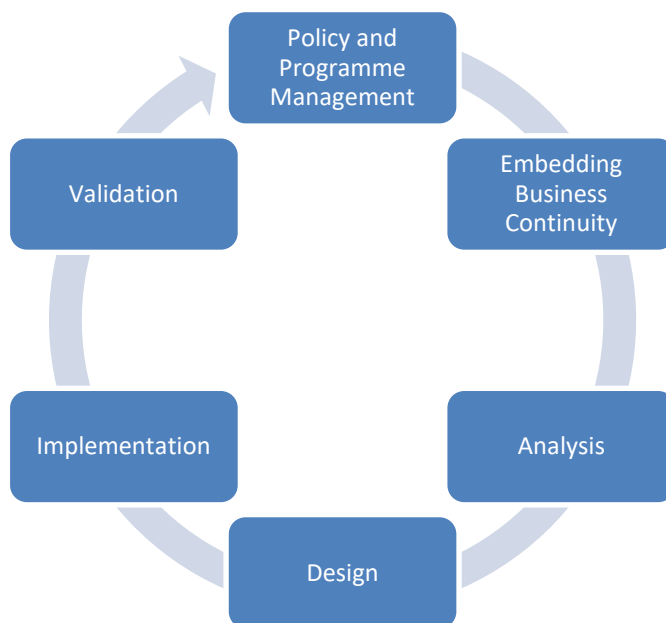 Policy and
Programme
Management
Embedding
Business
Continuity
Analysis
Design
Implementation
Validation